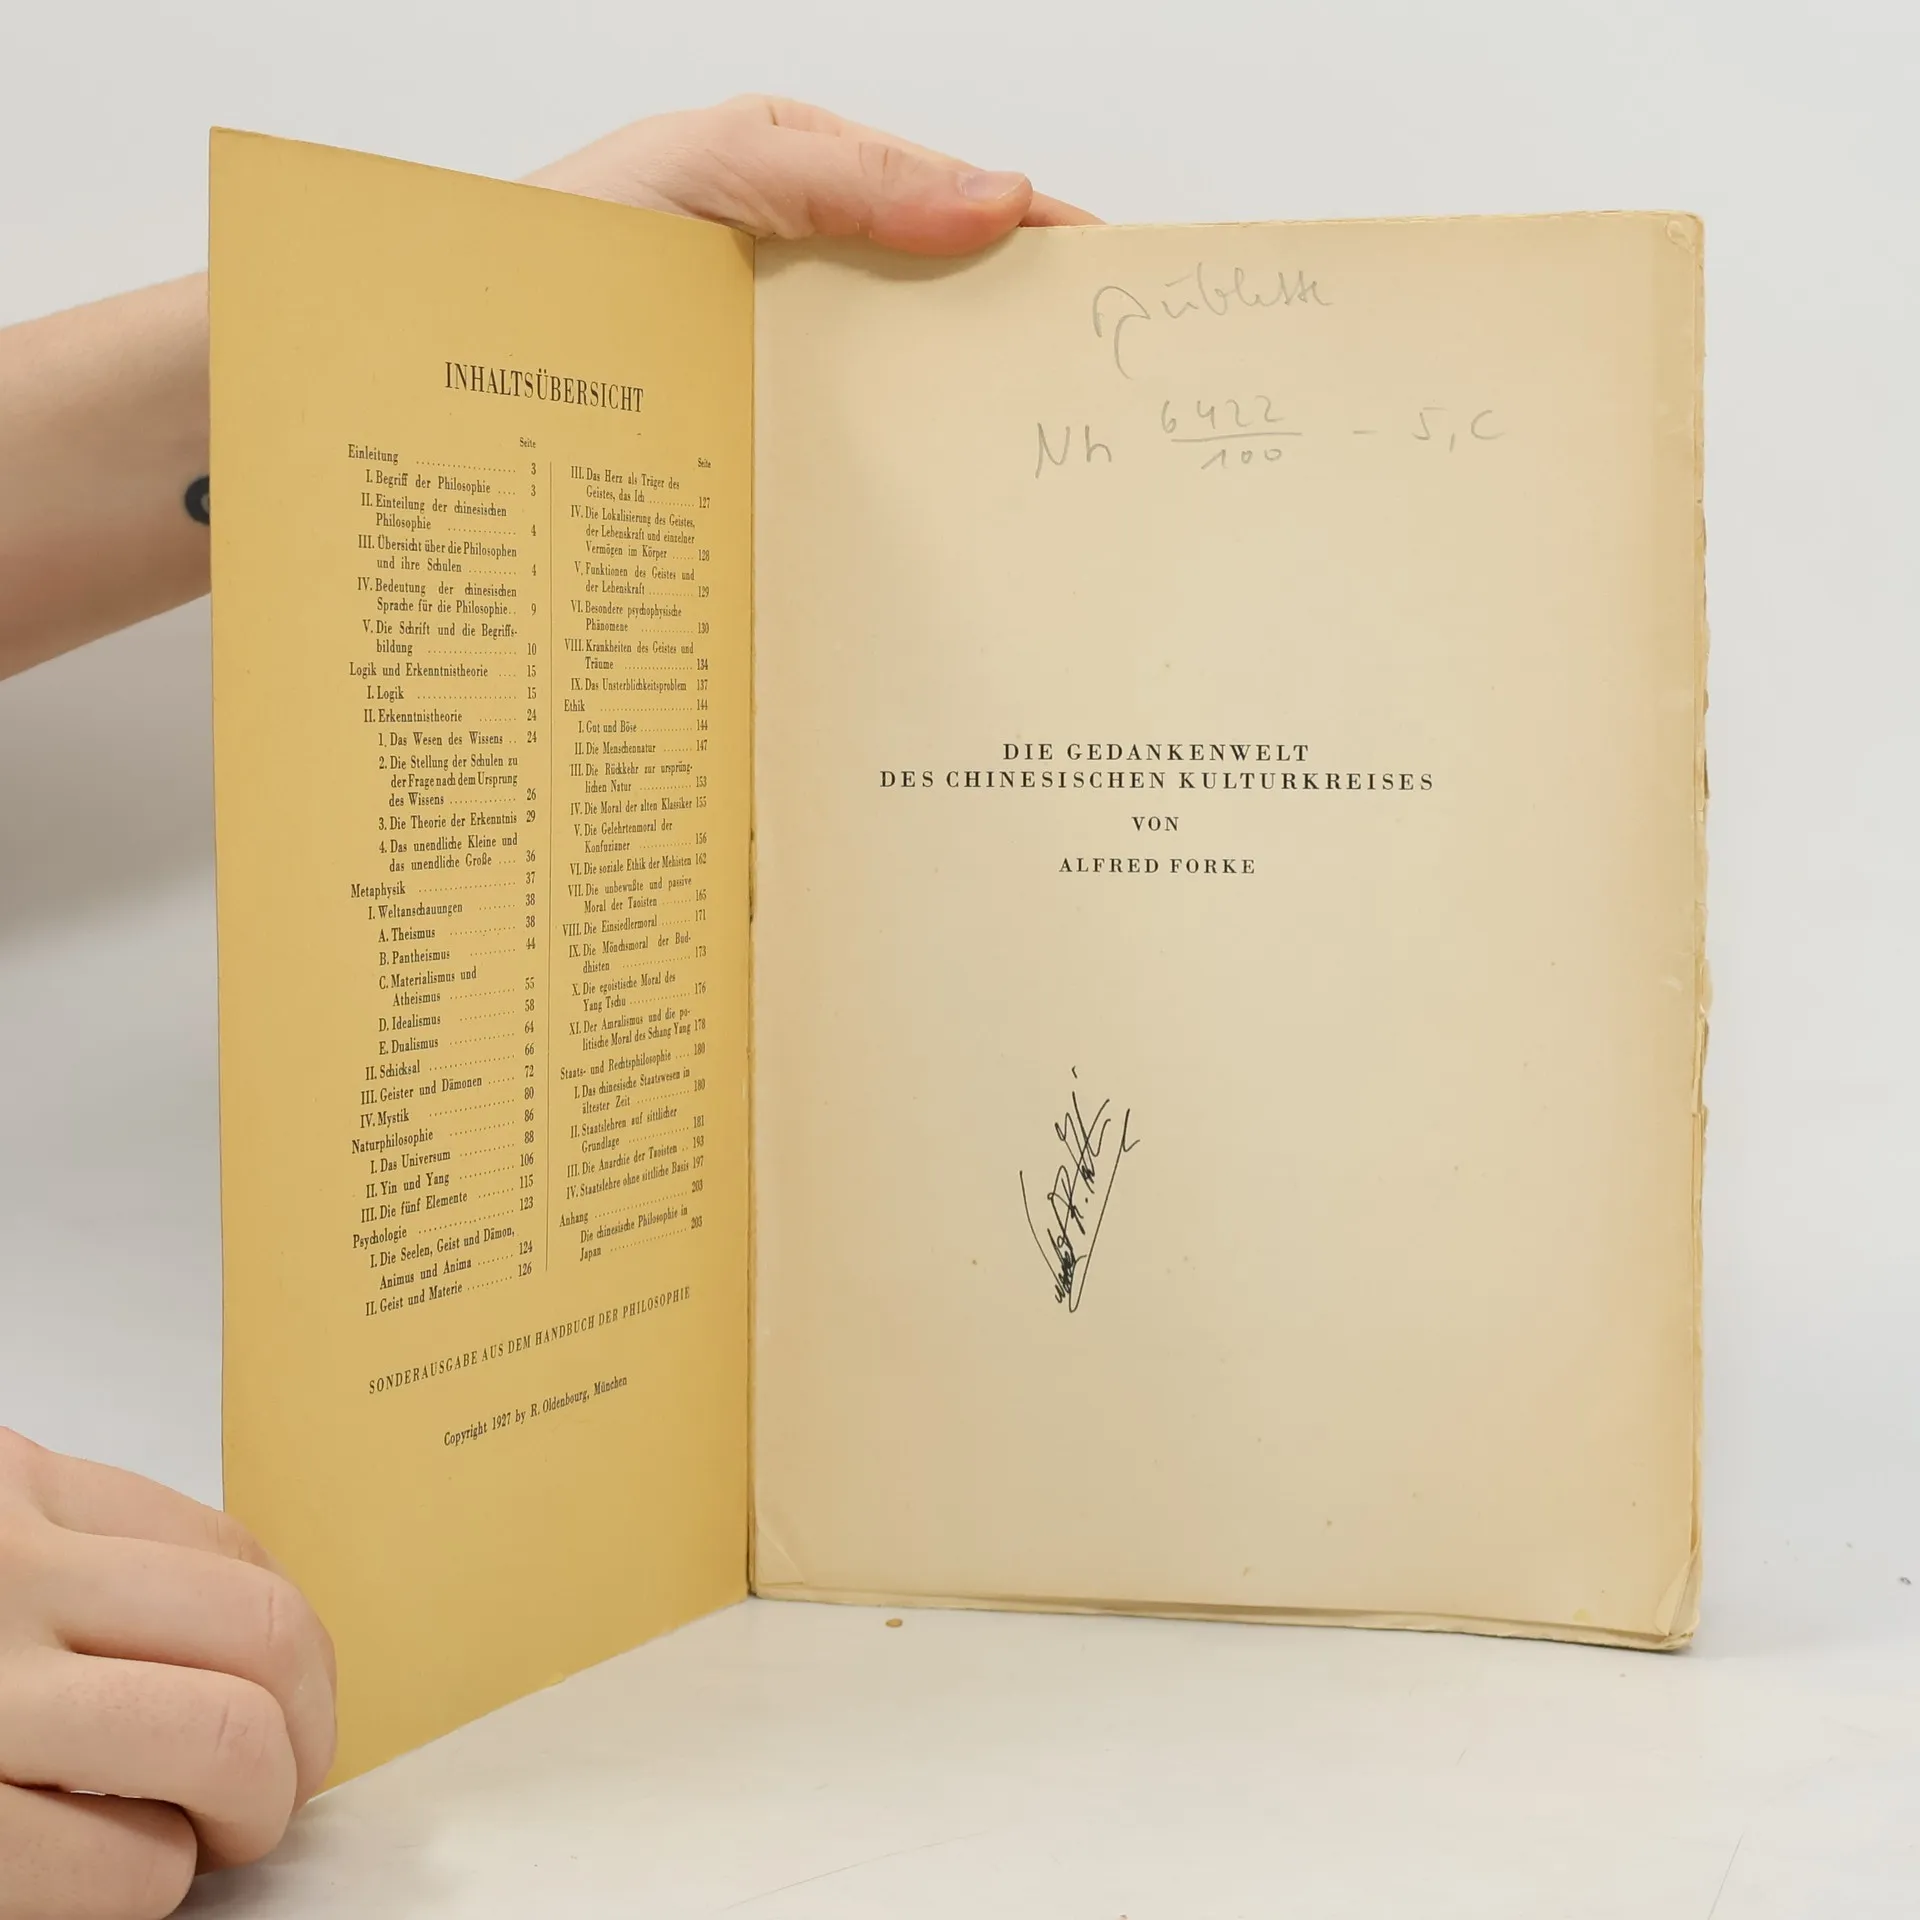 INHALTSÜBERSICHT
Seite
Einleitung .................... 3
I. Begriff der Philosophie .... 3
II. Einteilung der chinesischen
Philosophie .............. 4
III. Übersicht über die Philosophen
und ihre Schulen .......... 4
IV. Bedeutung der chinesischen
Sprache für die Philosophie.. 9
V. Die Schrift und die Begriffs-
bildung .................. 10
Logik und Erkenntnistheorie .... 15
I. Logik .................... 15
II. Erkenntnistheorie ........ 24
1. Das Wesen des Wissens .. 24
2. Die Stellung der Schulen zu
der Frage nach dem Ursprung
des Wissens .............. 26
3. Die Theorie der Erkenntnis 29
4. Das unendliche Kleine und
das unendliche Große .... 36
Metaphysik .................... 37
I. Weltanschauungen ........ 38
A. Theismus .............. 38
B. Pantheismus .......... 44
C. Materialismus und
Atheismus .............. 55
D. Idealismus ............ 58
E. Dualismus .............. 64
II. Schicksal ................ 66
III. Geister und Dämonen ...... 72
IV. Mystik .................. 80
Naturphilosophie .............. 86
I. Das Universum ............ 88
II. Yin und Yang ............ 106
III. Die fünf Elemente ........ 115
Psychologie .................... 123
I. Die Seelen, Geist und Dämon,
Animus und Anima ........ 124
II. Geist und Materie .......... 126
Seite
III. Das Herz als Träger des
Geistes, das Ich ............ 127
IV. Die Lokalisierung des Geistes,
der Lebenskraft und einzelner
Vermögen im Körper ...... 128
V. Funktionen des Geistes und
der Lebenskraft ............ 129
VI. Besondere psychophysische
Phänomene .............. 130
VIII. Krankheiten des Geistes und
Träume .................. 134
IX. Das Unsterblichkeitsproblem 137
Ethik ........................ 144
I. Gut und Böse .............. 144
II. Die Menschennatur ........ 147
III. Die Rückkehr zur ursprüng-
lichen Natur .............. 153
IV. Die Moral der alten Klassiker 155
V. Die Gelehrtenmoral der
Konfuzianer .............. 156
VI. Die soziale Ethik der Mehisten 162
VII. Die unbewußte und passive
Moral der Taoisten ........ 165
VIII. Die Einsiedlermoral ........ 171
IX. Die Mönchsmoral der Bud-
dhisten .................. 173
X. Die egoistische Moral des
Yang Tschu .............. 176
XI. Der Amralismus und die po-
litische Moral des Schang Yang 178
Staats- und Rechtsphilosophie .... 180
I. Das chinesische Staatswesen in
ältester Zeit .............. 180
II. Staatslehren auf sittlicher
Grundlage ................ 181
III. Die Anarchie der Taoisten .. 193
IV. Staatslehre ohne sittliche Basis 197
Anhang ...................... 203
Die chinesische Philosophie in
Japan .................... 203
SONDERAUSGABE AUS DEM HANDBUCH DER PHILOSOPHIE
Copyright 1927 by R. Oldenbourg, München
Nh 6422/100 - 5, C
DIE GEDANKENWELT
DES CHINESISCHEN KULTURKREISES
VON
ALFRED FORKE